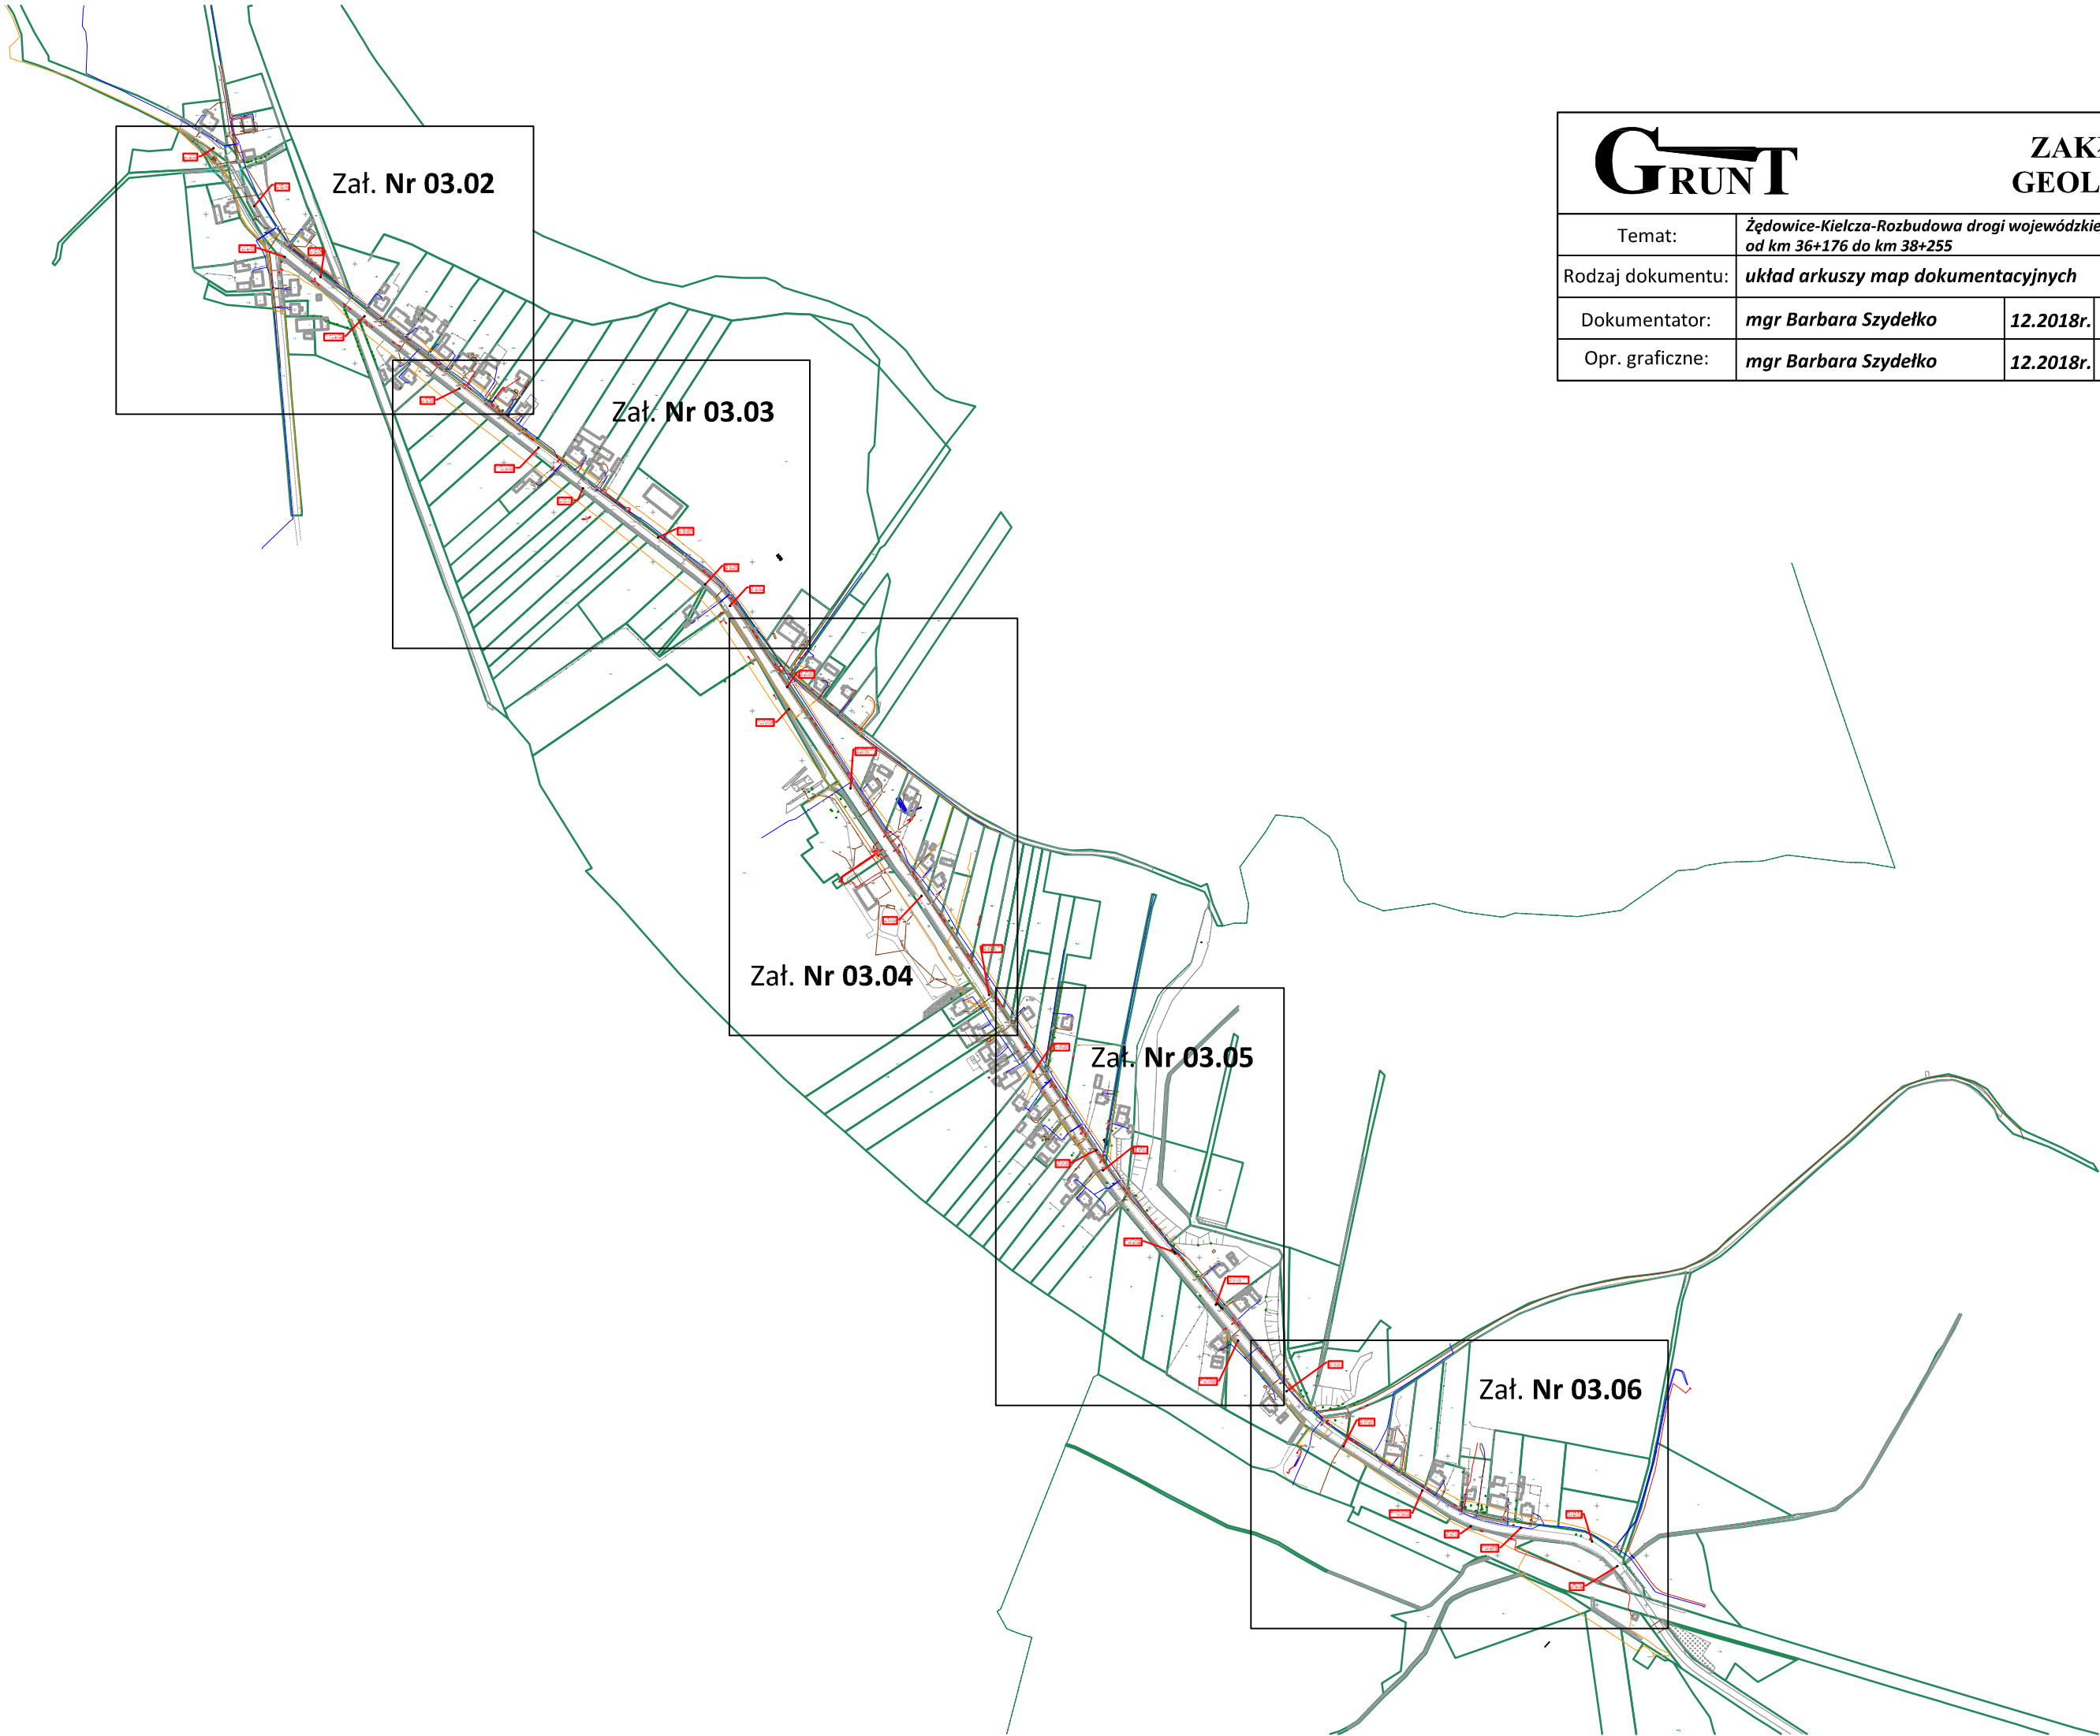 GRUNT
ZAK
GEOL
Temat:
Żędowice-Kielcza-Rozbudowa drogi wojewódzkie
od km 36+176 do km 38+255
Rodzaj dokumentu:
układ arkuszy map dokumentacyjnych
Dokumentator:
mgr Barbara Szydełko
12.2018r.
Opr. graficzne:
mgr Barbara Szydełko
12.2018r.
Zał. Nr 03.02
Zał. Nr 03.03
Zał. Nr 03.04
Zał. Nr 03.05
Zał. Nr 03.06